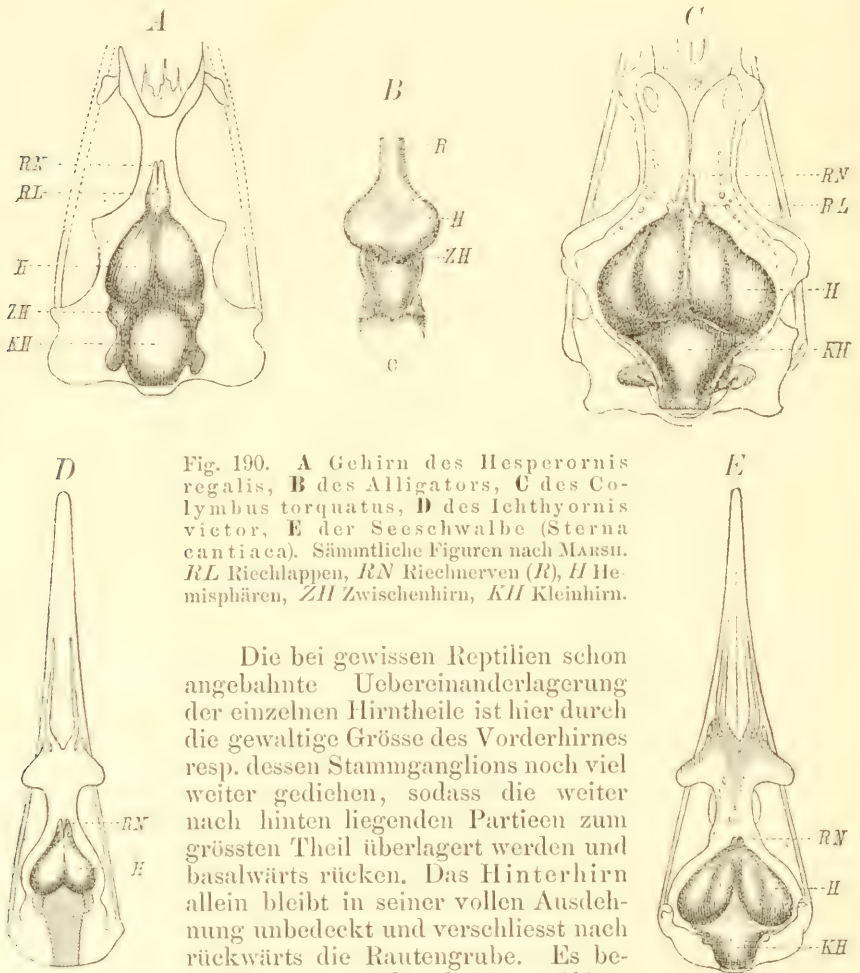 A
RN
RL
H
ZH
KH
B
R
H
ZH
C
C
RN
RL
H
KH
D
RN
H
Fig. 190. A Gehirn des Hesperornis
regalis, B des Alligators, C des Co-
lymbus torquatus, D des Ichthyornis
victor, E der Seeschwalbe (Sterna
cantiaca). Sämmtliche Figuren nach MARSH.
RL Riechlappen, RN Riechnerven (R), H He-
misphären, ZH Zwischenhirn, KH Kleinhirn.
Die bei gewissen Reptilien schon
angebahnte Uebereinanderlagerung
der einzelnen Hirntheile ist hier durch
die gewaltige Grösse des Vorderhirnes
resp. dessen Stammganglions noch viel
weiter gediehen, sodass die weiter
nach hinten liegenden Partieen zum
grössten Theil überlagert werden und
basalwärts rücken. Das Hinterhirn
allein bleibt in seiner vollen Ausdeh-
nung unbedeckt und verschliesst nach
rückwärts die Rautengrube. Es be-
E
RN
H
KH